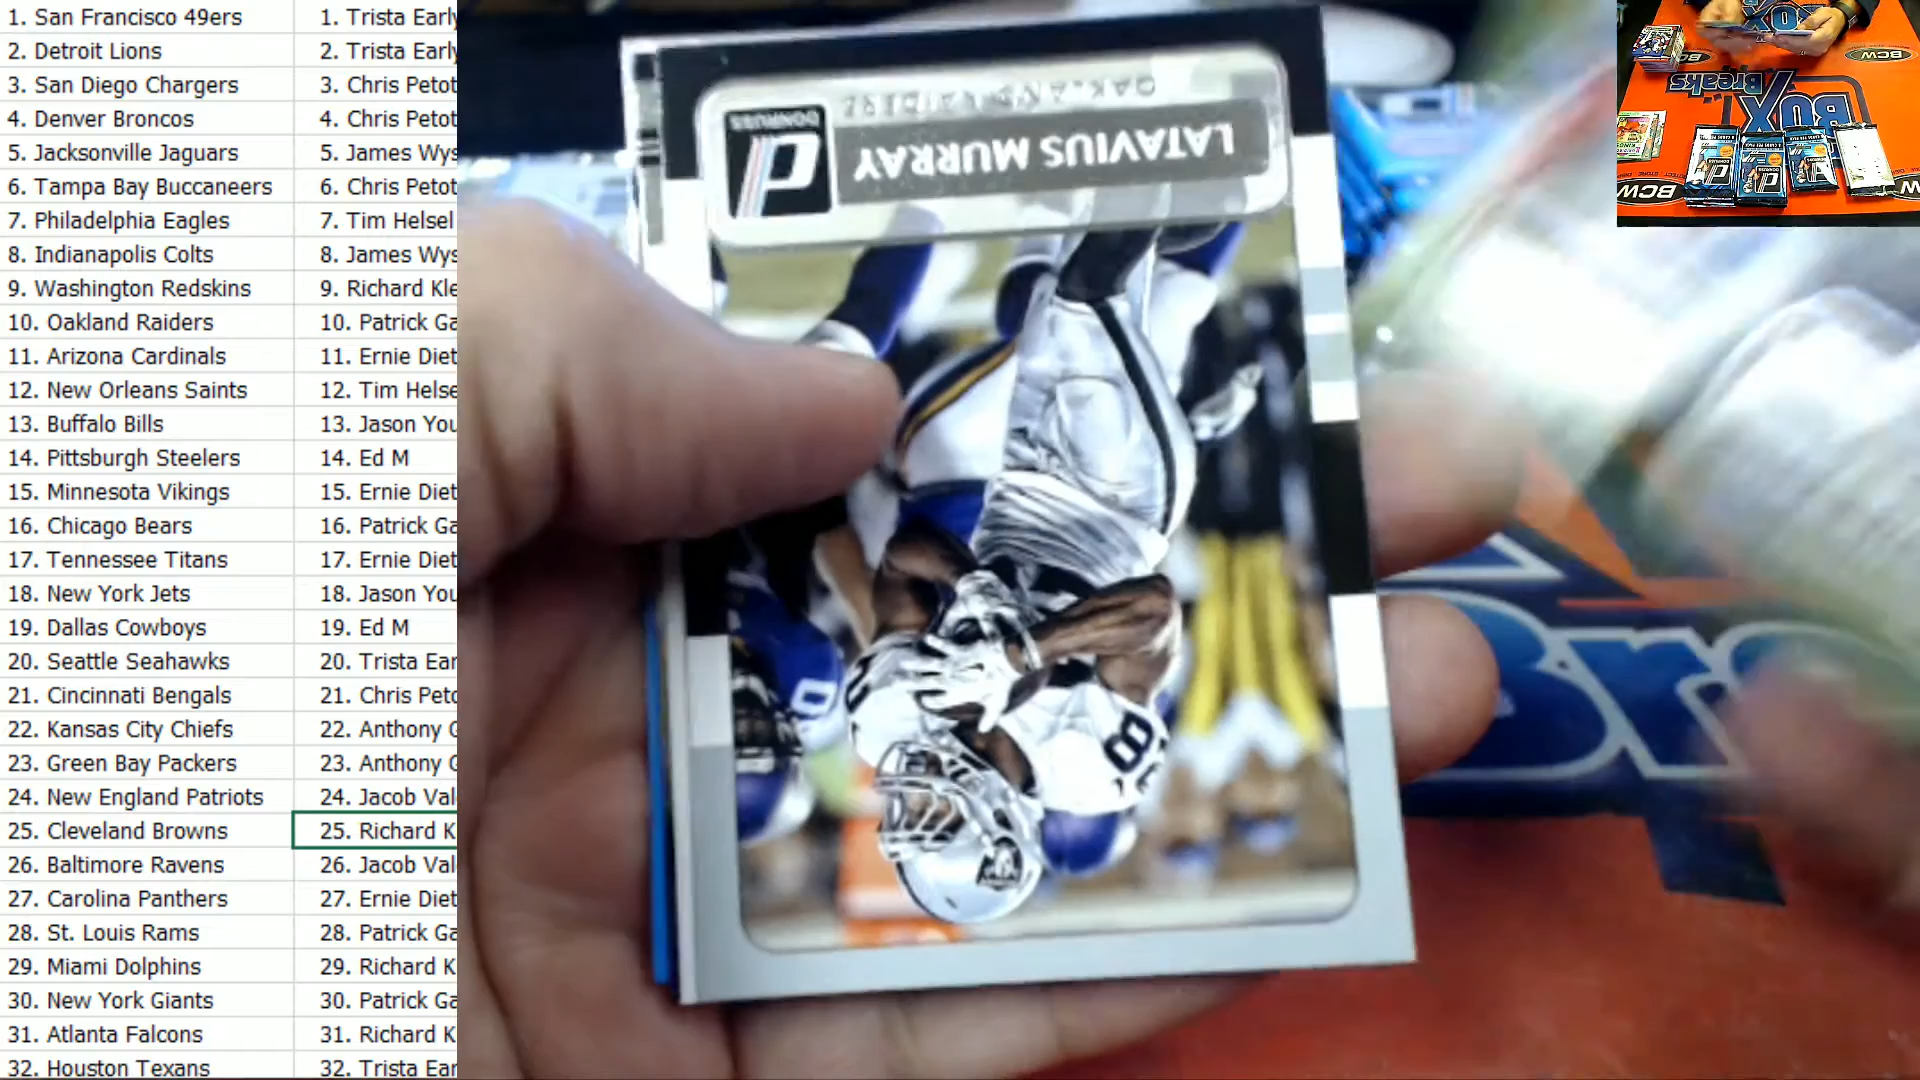 1. San Francisco 49ers 1. Trista Early
2. Detroit Lions 2. Trista Early
3. San Diego Chargers 3. Chris Petot
4. Denver Broncos 4. Chris Petot
5. Jacksonville Jaguars 5. James Wys
6. Tampa Bay Buccaneers 6. Chris Petot
7. Philadelphia Eagles 7. Tim Helsel
8. Indianapolis Colts 8. James Wys
9. Washington Redskins 9. Richard Kle
10. Oakland Raiders 10. Patrick Ga
11. Arizona Cardinals 11. Ernie Diet
12. New Orleans Saints 12. Tim Helse
13. Buffalo Bills 13. Jason You
14. Pittsburgh Steelers 14. Ed M
15. Minnesota Vikings 15. Ernie Diet
16. Chicago Bears 16. Patrick Ga
17. Tennessee Titans 17. Ernie Diet
18. New York Jets 18. Jason You
19. Dallas Cowboys 19. Ed M
20. Seattle Seahawks 20. Trista Ear
21. Cincinnati Bengals 21. Chris Peto
22. Kansas City Chiefs 22. Anthony G
23. Green Bay Packers 23. Anthony G
24. New England Patriots 24. Jacob Val
25. Cleveland Browns 25. Richard K
26. Baltimore Ravens 26. Jacob Val
27. Carolina Panthers 27. Ernie Diet
28. St. Louis Rams 28. Patrick Ga
29. Miami Dolphins 29. Richard K
30. New York Giants 30. Patrick Ga
31. Atlanta Falcons 31. Richard K
32. Houston Texans 32. Trista Ear
OAKLAND RAIDERS
LATAVIUS MURRAY
DONRUSS
Br
BOX
Breaks
BCW
BCW
BCW